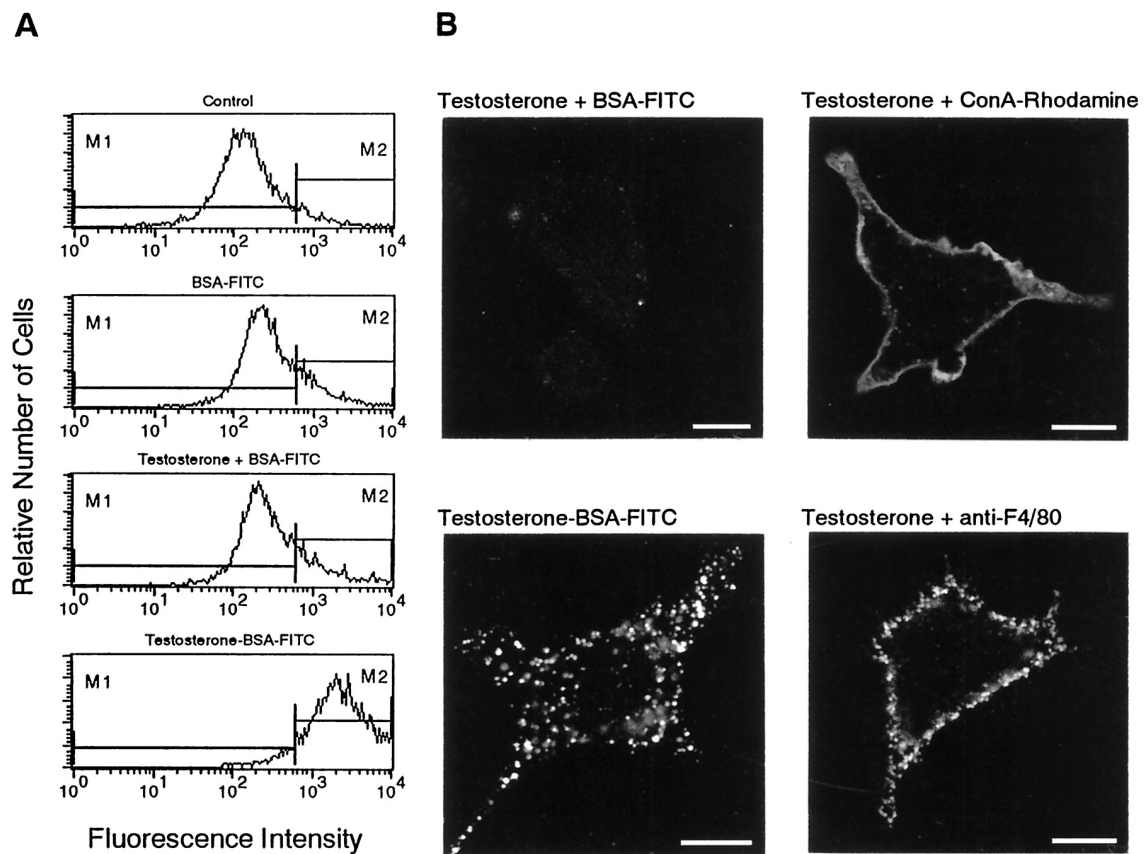 A
B
Control
M1
M2
10^0 10^1 10^2 10^3 10^4
BSA-FITC
M1
M2
10^0 10^1 10^2 10^3 10^4
Testosterone + BSA-FITC
M1
M2
10^0 10^1 10^2 10^3 10^4
Testosterone-BSA-FITC
M1
M2
10^0 10^1 10^2 10^3 10^4
Relative Number of Cells
Fluorescence Intensity
Testosterone + BSA-FITC
Testosterone + ConA-Rhodamine
Testosterone-BSA-FITC
Testosterone + anti-F4/80